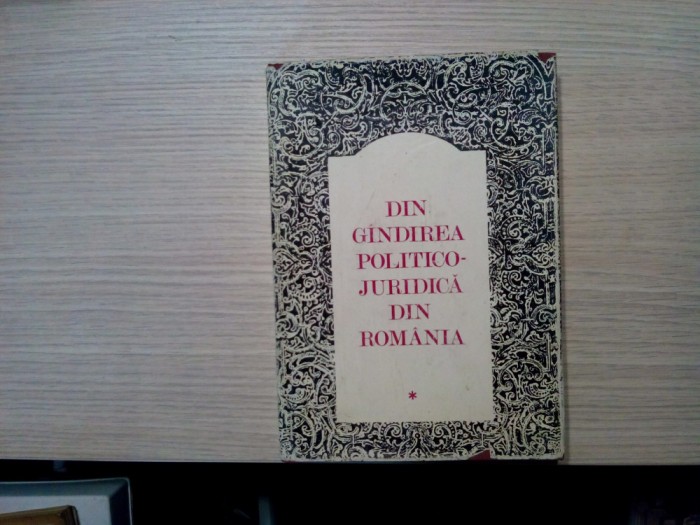 DIN
GÎNDIREA
POLITICO-
JURIDICĂ
DIN
ROMÂNIA
*